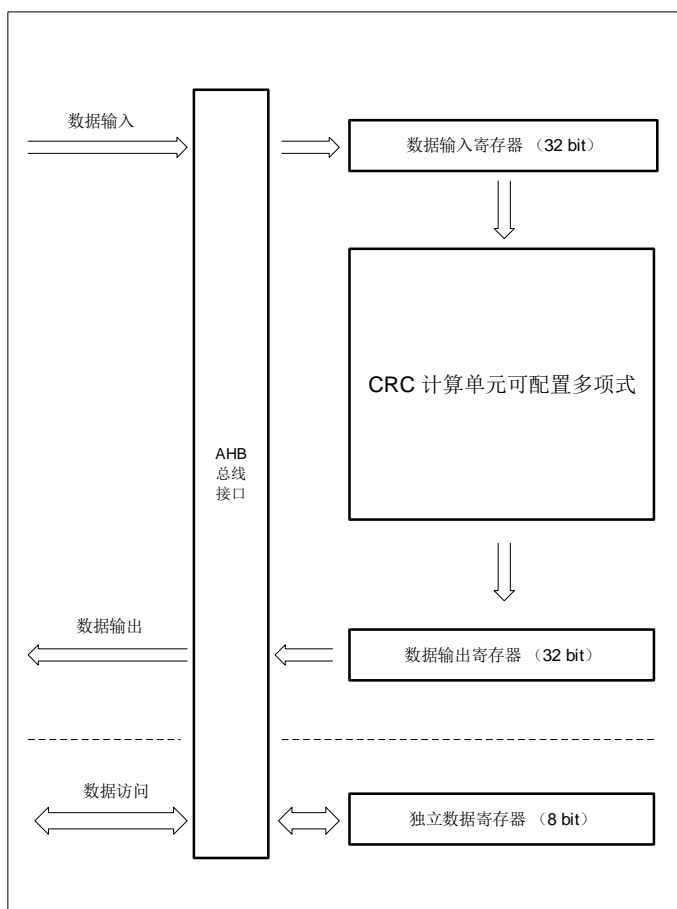 数据输入
数据输入寄存器 （32 bit）
CRC 计算单元可配置多项式
AHB
总线
接口
数据输出
数据输出寄存器 （32 bit）
数据访问
独立数据寄存器 （8 bit）